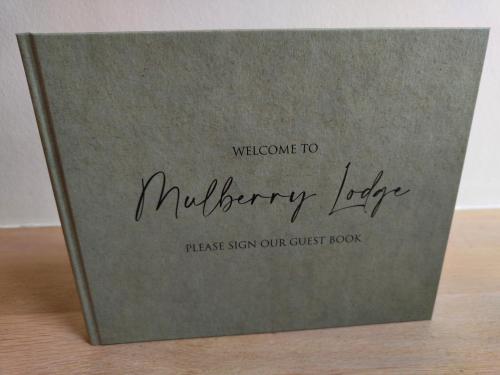 WELCOME TO
Mulberry Lodge
PLEASE SIGN OUR GUEST BOOK